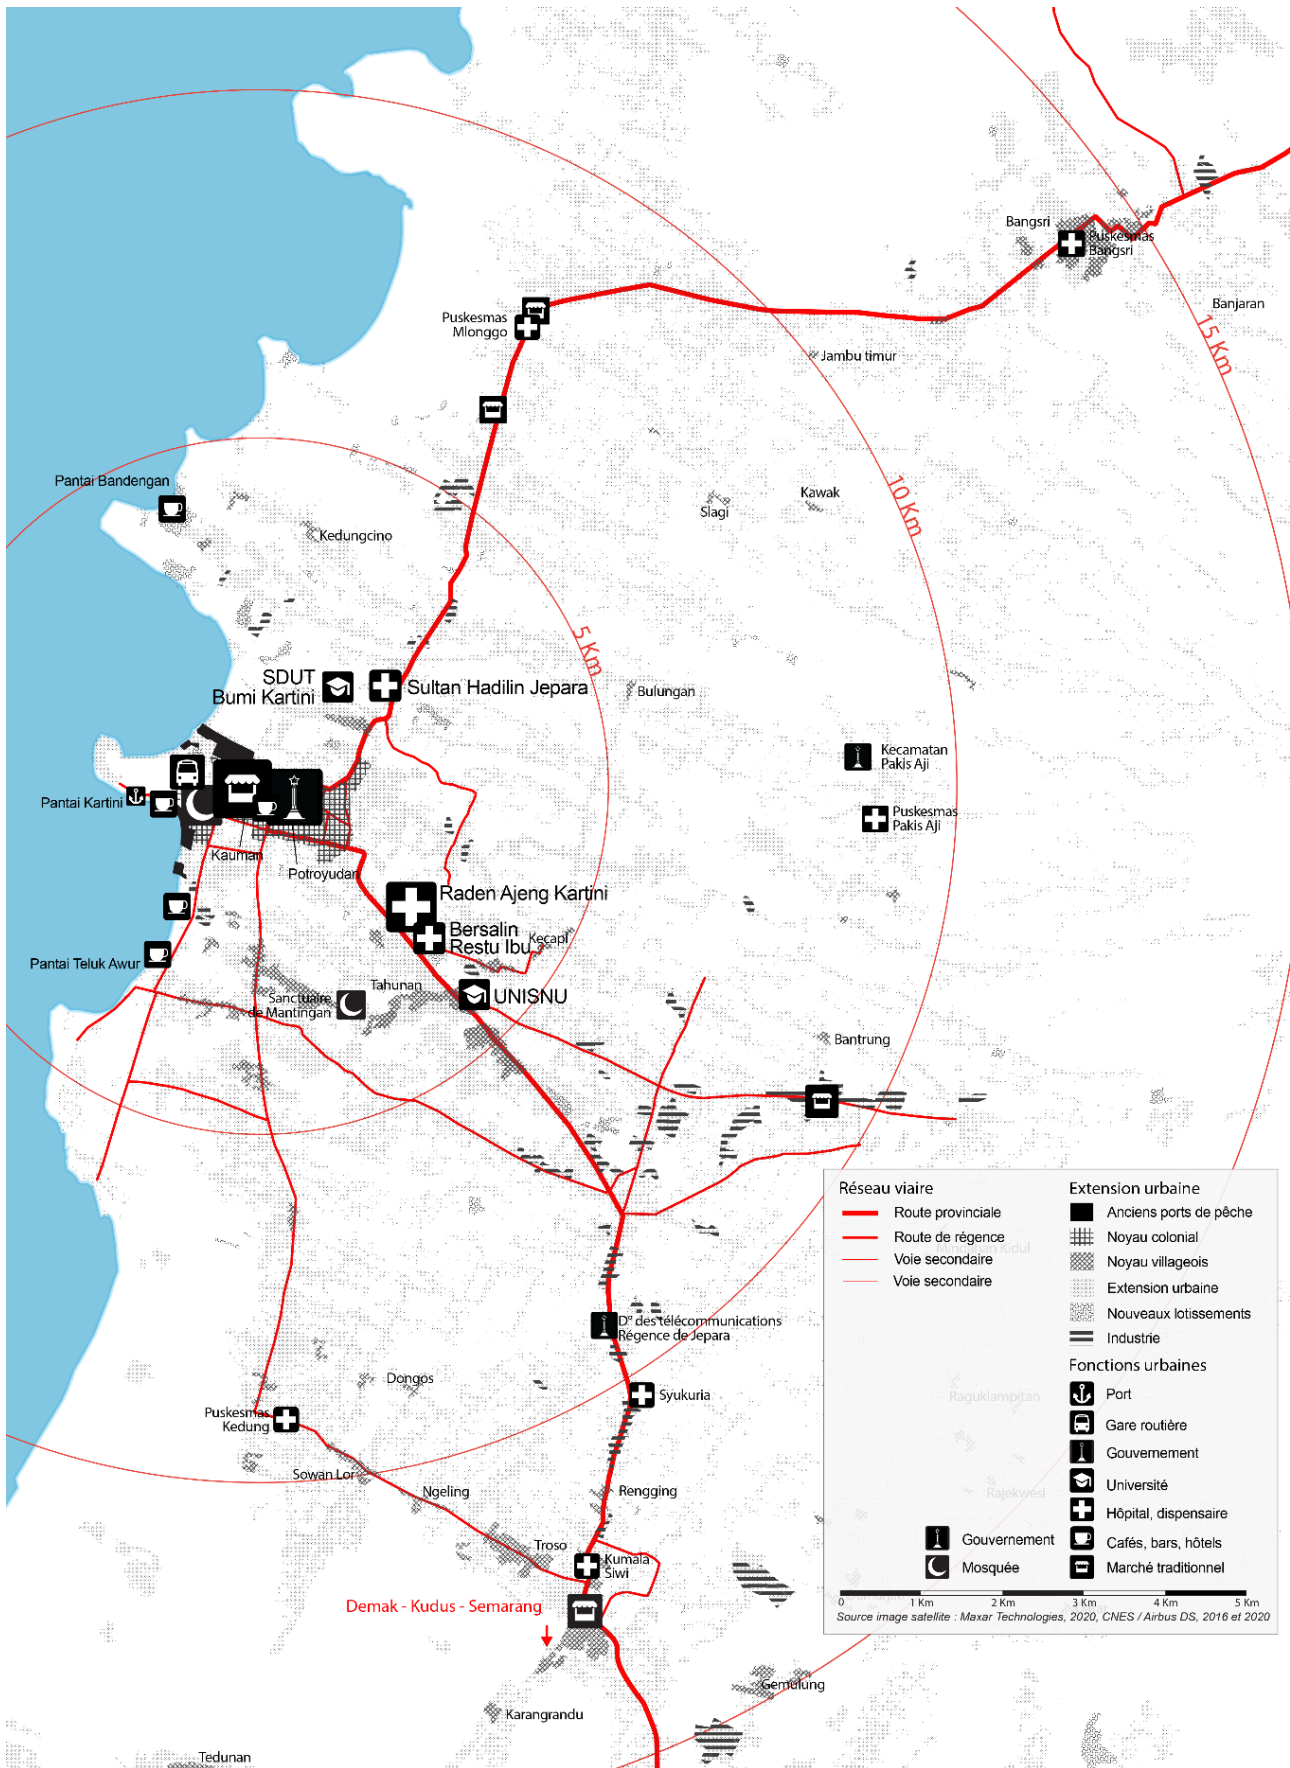 Bangsri
Puskesmas
Bangsri
Banjaran
15 Km
Puskesmas
Mlonggo
Jambu timur
Pantai Bandengan
Kedungcino
Slagi
Kawak
10 Km
5 Km
SDUT
Bumi Kartini
Sultan Hadilin Jepara
Bulungan
Kecamatan
Pakis Aji
Pantai Kartini
Puskesmas
Pakis Aji
Kauman
Potroyudan
Raden Ajeng Kartini
Bersalin
Restu Ibu
Kecapi
Pantai Teluk Awur
Tahunan
Sanctuaire
de Mantingan
UNISNU
Bantrung
D° des télécommunications
Régence de Jepara
Syukuria
Dongos
Puskesmas
Kedung
Sowan Lor
Ngeling
Rengging
Troso
Kumala
Siwi
Demak - Kudus - Semarang
Karangrandu
Gemulung
Tedunan
Réseau viaire
Route provinciale
Route de régence
Voie secondaire
Voie secondaire
Mindahan Kidul
Raguklampitan
Rajekwesi
Extension urbaine
Anciens ports de pêche
Noyau colonial
Noyau villageois
Extension urbaine
Nouveaux lotissements
Industrie
Fonctions urbaines
Port
Gare routière
Gouvernement
Université
Hôpital, dispensaire
Cafés, bars, hôtels
Marché traditionnel
Gouvernement
Mosquée
1 Km
2 Km
3 Km
4 Km
5 Km
Source image satellite : Maxar Technologies, 2020, CNES / Airbus DS, 2016 et 2020